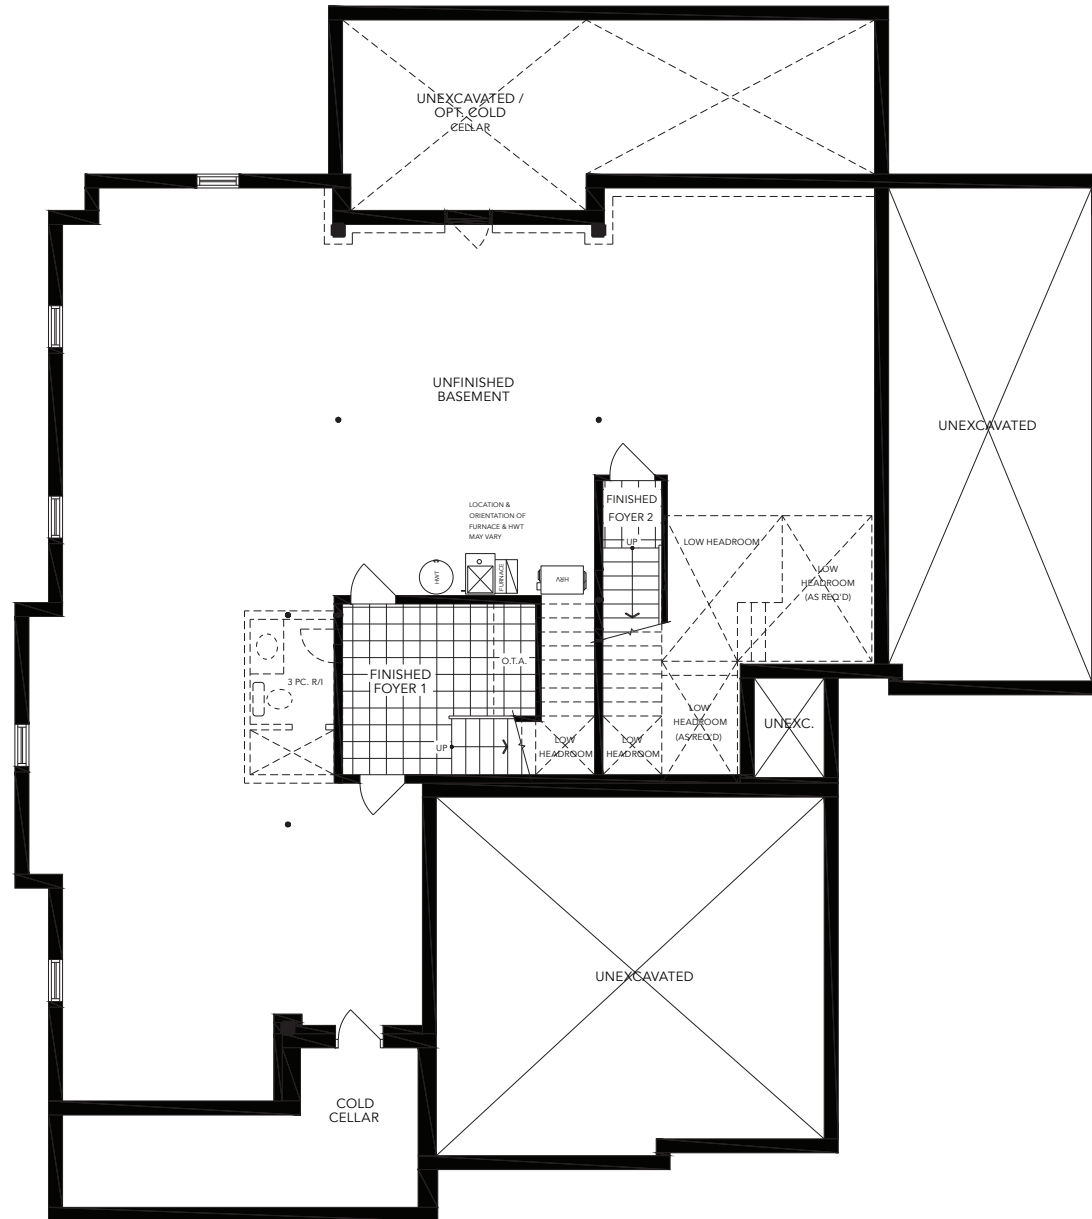 UNEXCAVATED /
OPT. COLD
CELLAR
UNFINISHED
BASEMENT
UNEXCAVATED
LOCATION &
ORIENTATION OF
FURNACE & HWT
MAY VARY
FINISHED
FOYER 2
UP
LOW HEADROOM
LOW
HEADROOM
(AS REQ'D)
HWT
FURNACE
HRV
3 PC. R/I
FINISHED
FOYER 1
O.T.A.
UP
LOW
HEADROOM
LOW
HEADROOM
LOW
HEADROOM
(AS REQ'D)
UNEXC.
UNEXCAVATED
COLD
CELLAR